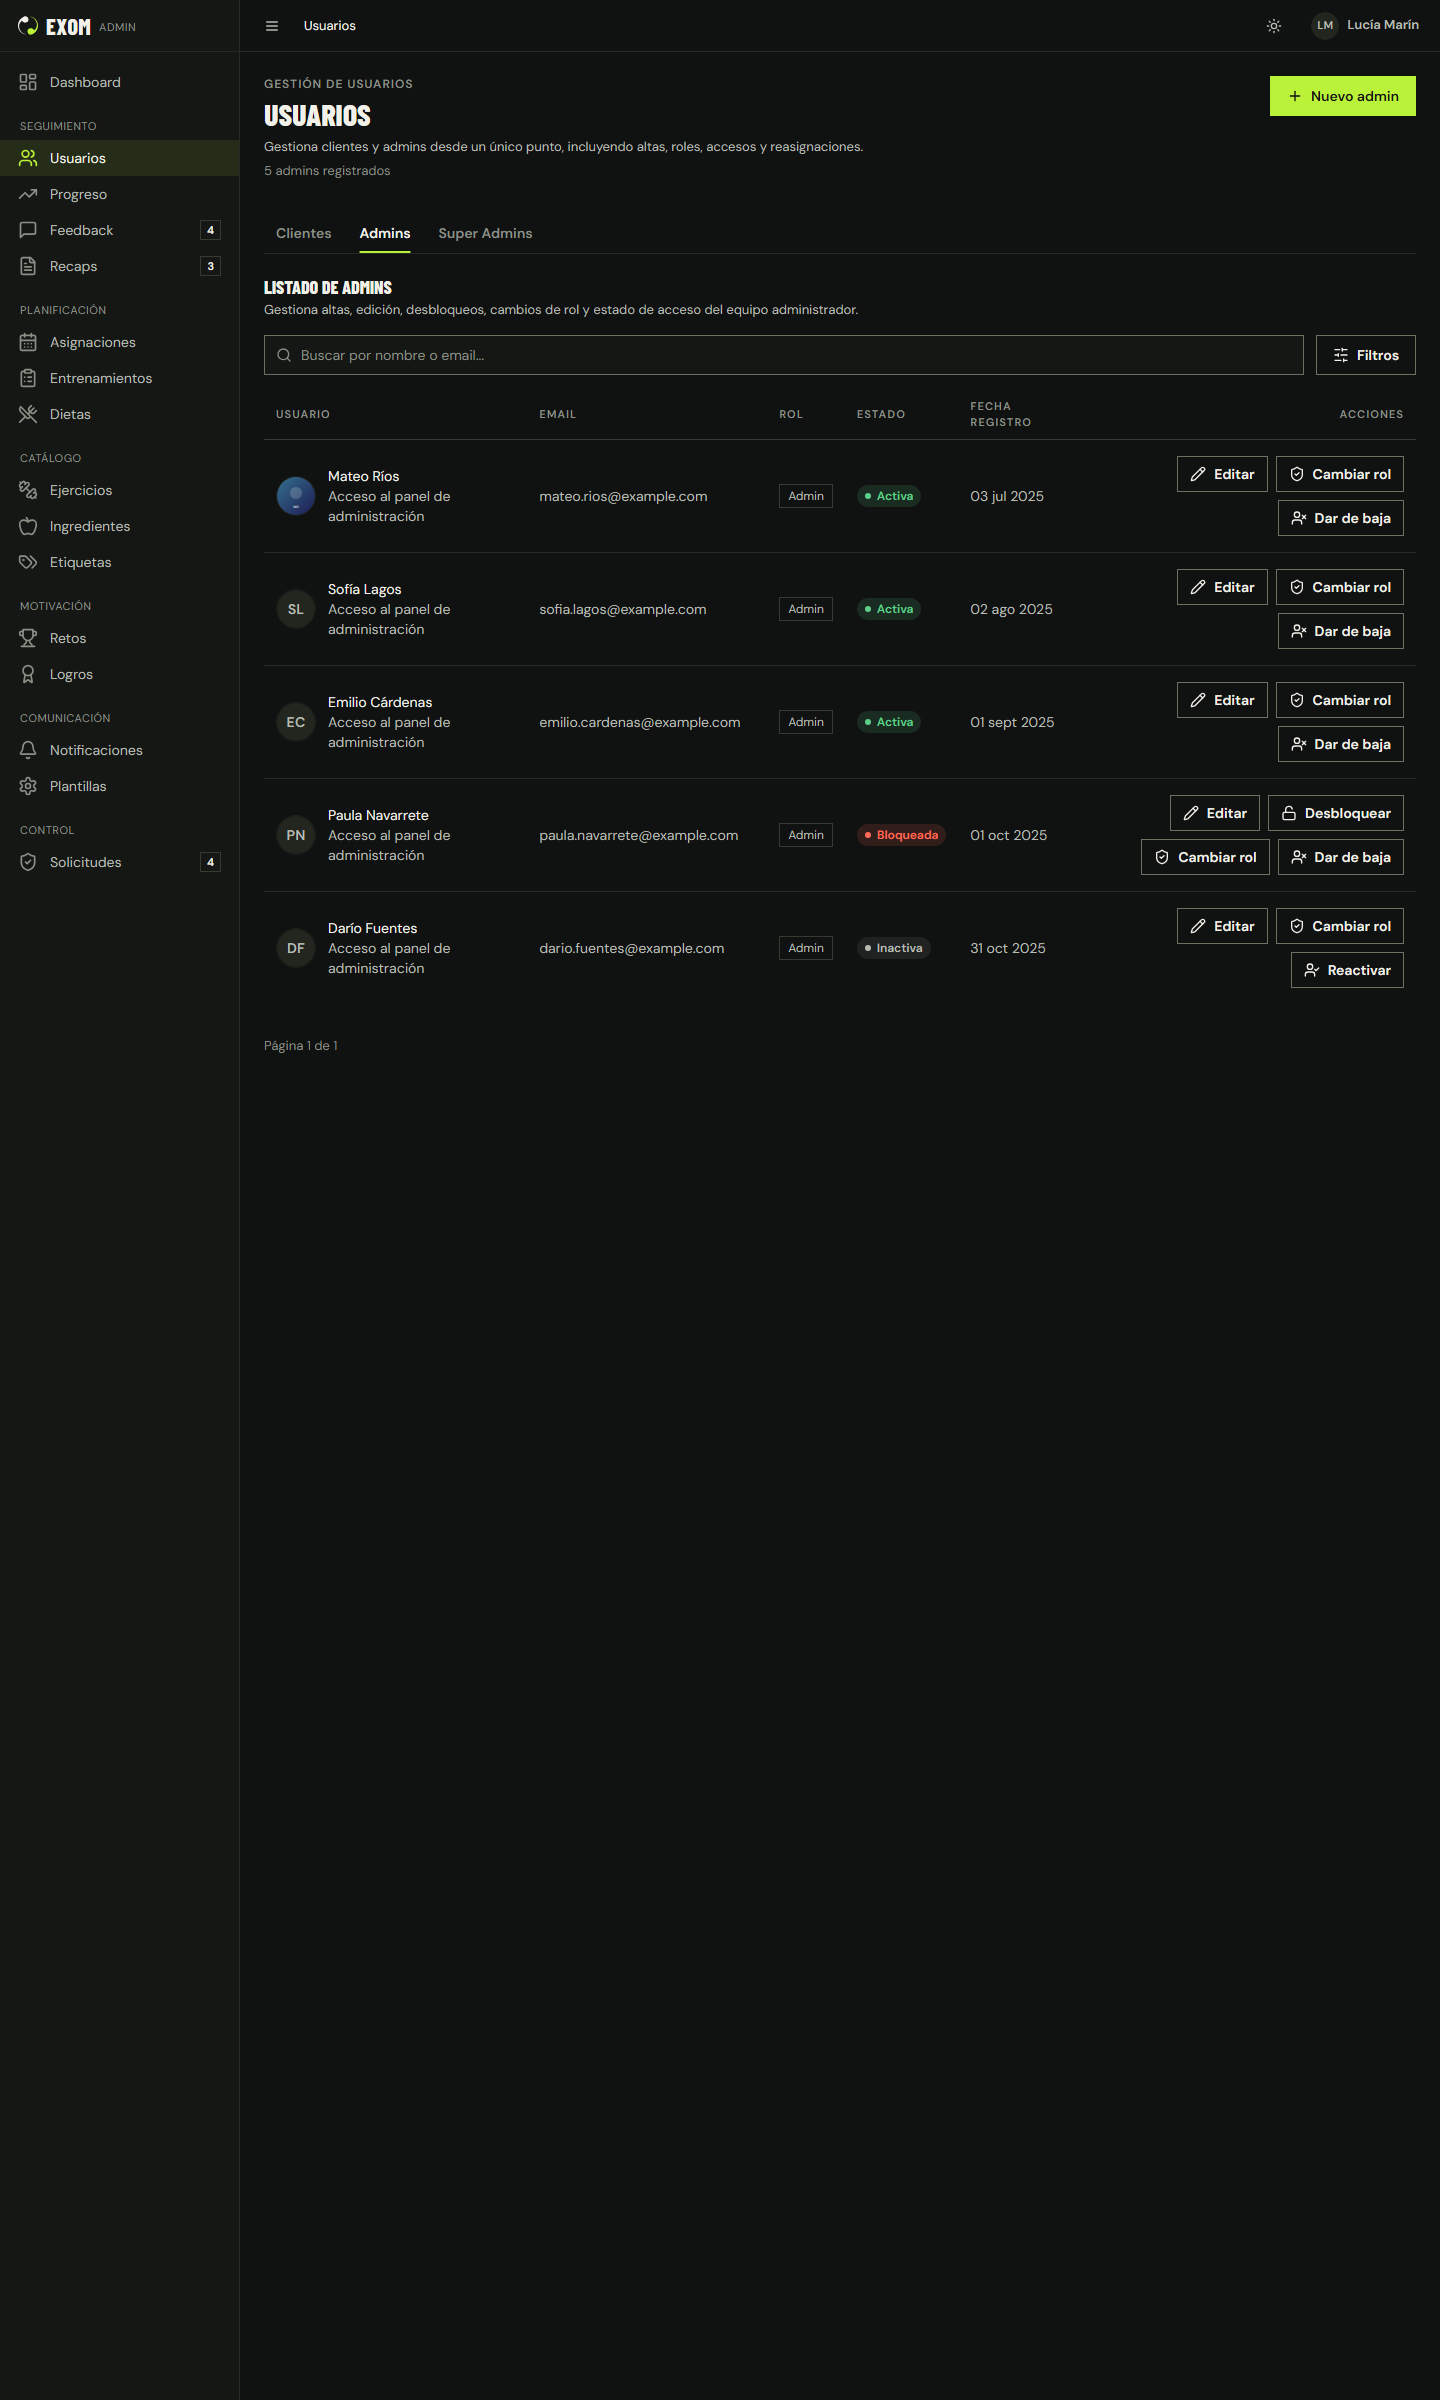 EXOM ADMIN
Usuarios
LM Lucía Marín
Dashboard
SEGUIMIENTO
Usuarios
Progreso
Feedback 4
Recaps 3
PLANIFICACIÓN
Asignaciones
Entrenamientos
Dietas
CATÁLOGO
Ejercicios
Ingredientes
Etiquetas
MOTIVACIÓN
Retos
Logros
COMUNICACIÓN
Notificaciones
Plantillas
CONTROL
Solicitudes 4
GESTIÓN DE USUARIOS
USUARIOS
Gestiona clientes y admins desde un único punto, incluyendo altas, roles, accesos y reasignaciones.
5 admins registrados
Nuevo admin
Clientes Admins Super Admins
LISTADO DE ADMINS
Gestiona altas, edición, desbloqueos, cambios de rol y estado de acceso del equipo administrador.
Buscar por nombre o email...
Filtros
USUARIO EMAIL ROL ESTADO FECHA REGISTRO ACCIONES
Mateo Ríos
Acceso al panel de
administración
mateo.rios@example.com Admin Activa 03 jul 2025
Editar Cambiar rol
Dar de baja
SL
Sofía Lagos
Acceso al panel de
administración
sofia.lagos@example.com Admin Activa 02 ago 2025
Editar Cambiar rol
Dar de baja
EC
Emilio Cárdenas
Acceso al panel de
administración
emilio.cardenas@example.com Admin Activa 01 sept 2025
Editar Cambiar rol
Dar de baja
PN
Paula Navarrete
Acceso al panel de
administración
paula.navarrete@example.com Admin Bloqueada 01 oct 2025
Editar Desbloquear
Cambiar rol Dar de baja
DF
Darío Fuentes
Acceso al panel de
administración
dario.fuentes@example.com Admin Inactiva 31 oct 2025
Editar Cambiar rol
Reactivar
Página 1 de 1